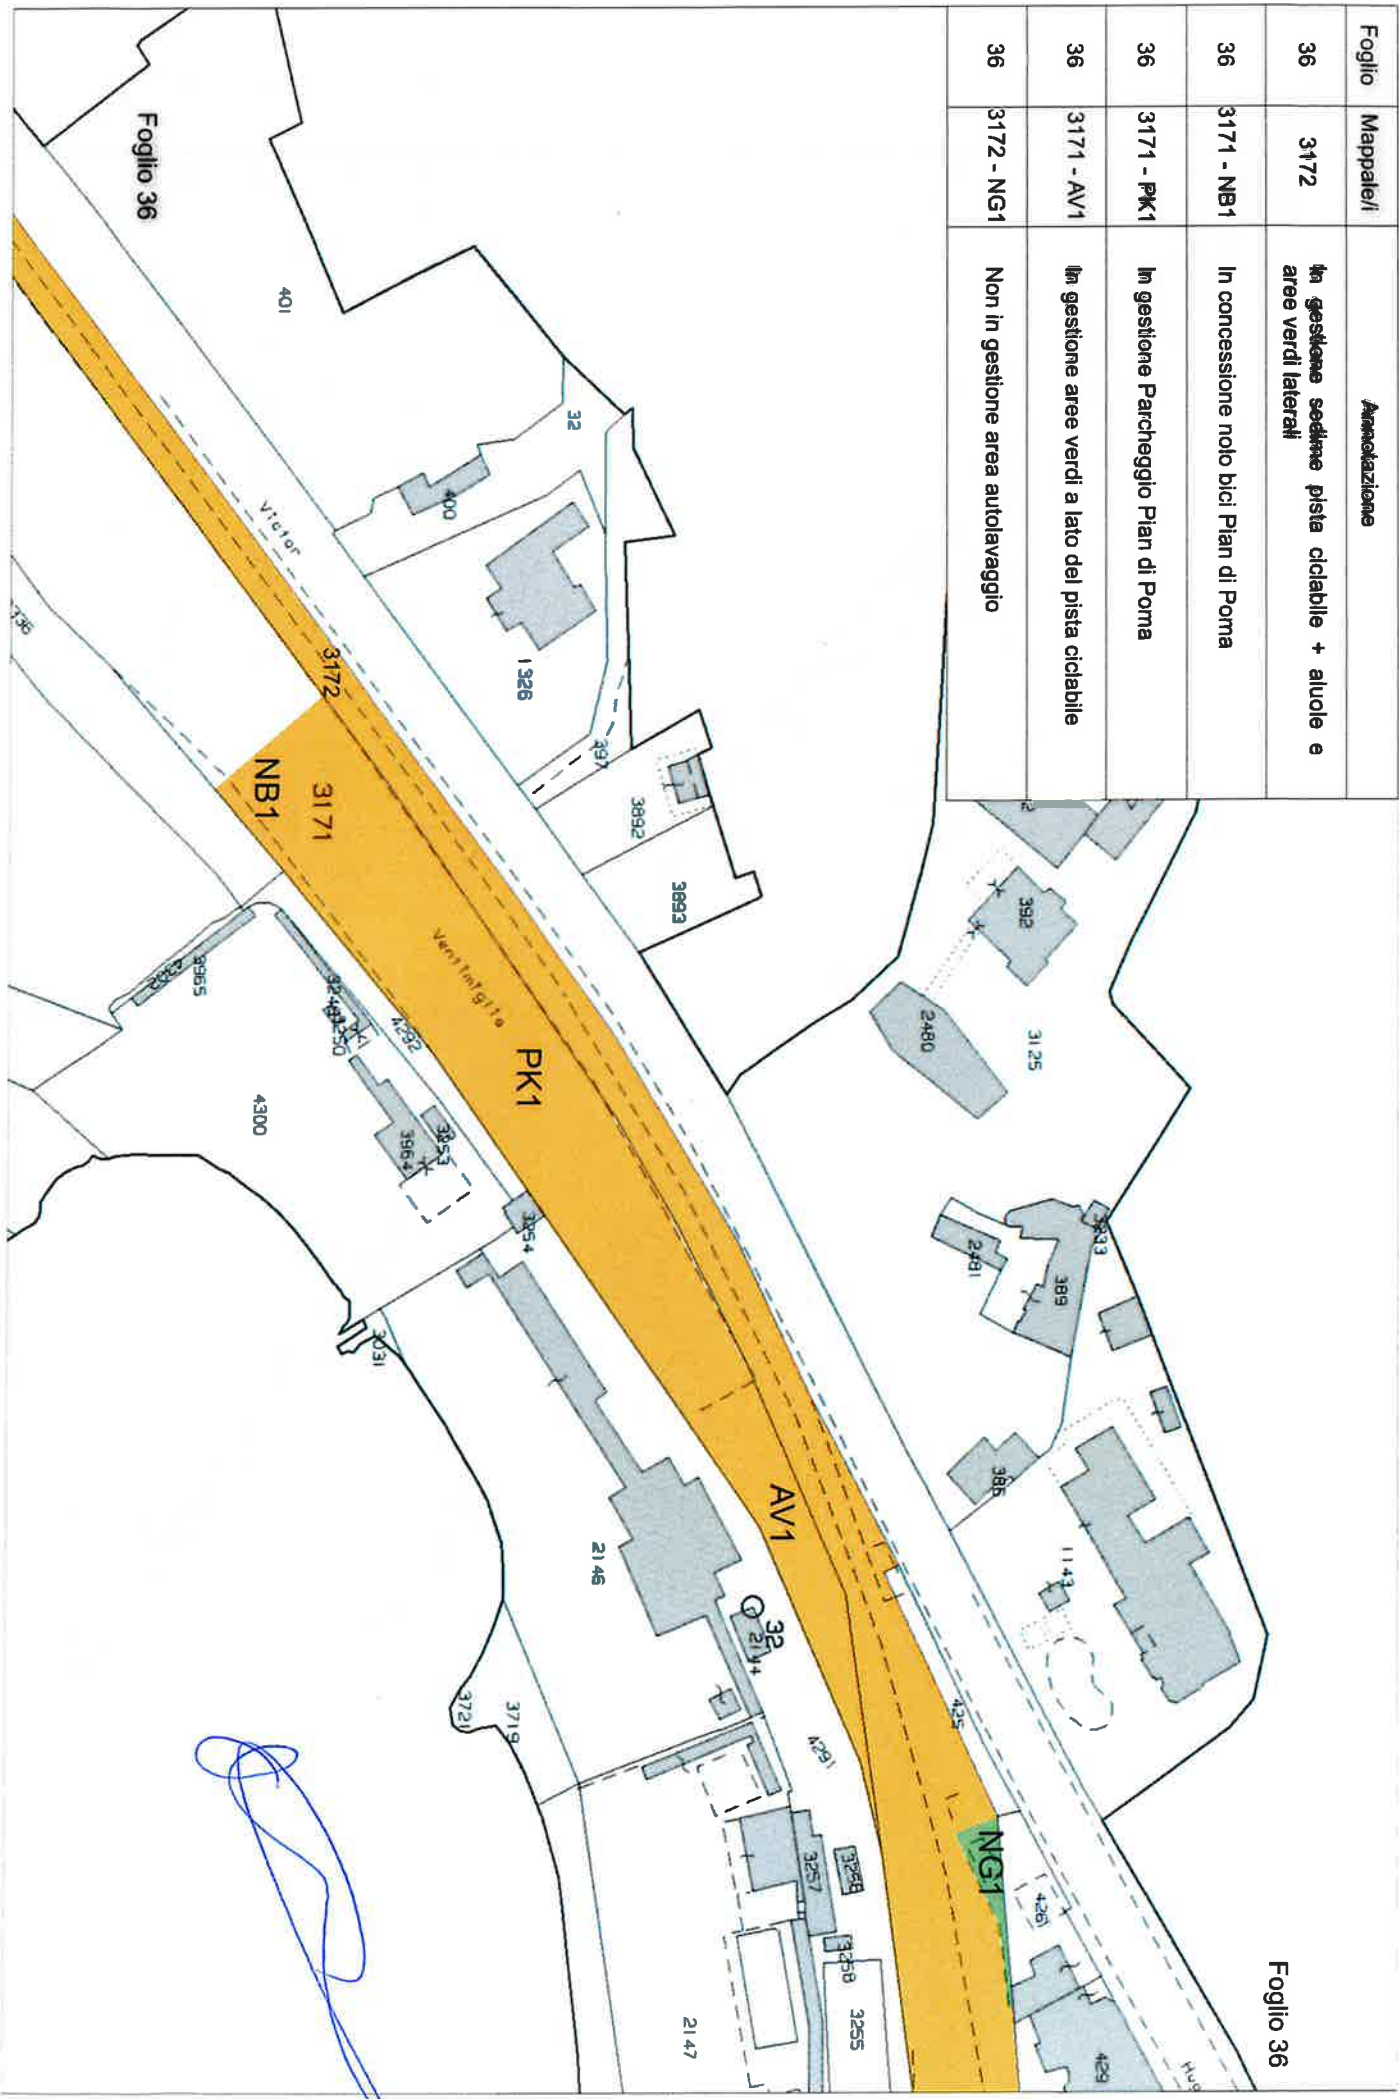 Foglio Mappale/i Annotazione
36 3172 In gestione sedime pista ciclabile + aiuole e
aree verdi laterali
36 3171 - NB1 In concessione nolo bici Pian di Poma
36 3171 - PK1 In gestione Parcheggio Pian di Poma
36 3171 - AV1 In gestione aree verdi a lato del pista ciclabile
36 3172 - NG1 Non in gestione area autolavaggio
Foglio 36
Foglio 36
401
32
400
Victor
1326
397
3892
3893
392
2480
3125
3233
2481
389
386
1143
425
426
429
3172
3171
NB1
Ventimiglia
PK1
AV1
NG1
3965
4292
4300
3253
3964
3254
3031
2146
32
2144
3721
3719
4291
3257
3258
3255
2147